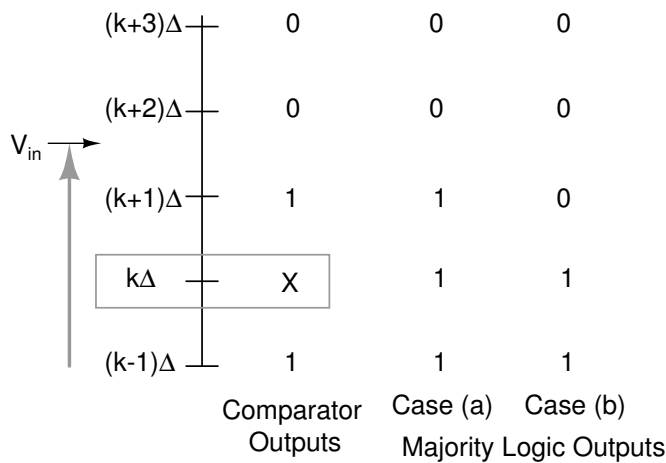 (k+3)Δ 0 0 0
(k+2)Δ 0 0 0
V_in
(k+1)Δ 1 1 0
kΔ X 1 1
(k-1)Δ 1 1 1
Comparator Outputs
Case (a) Case (b)
Majority Logic Outputs